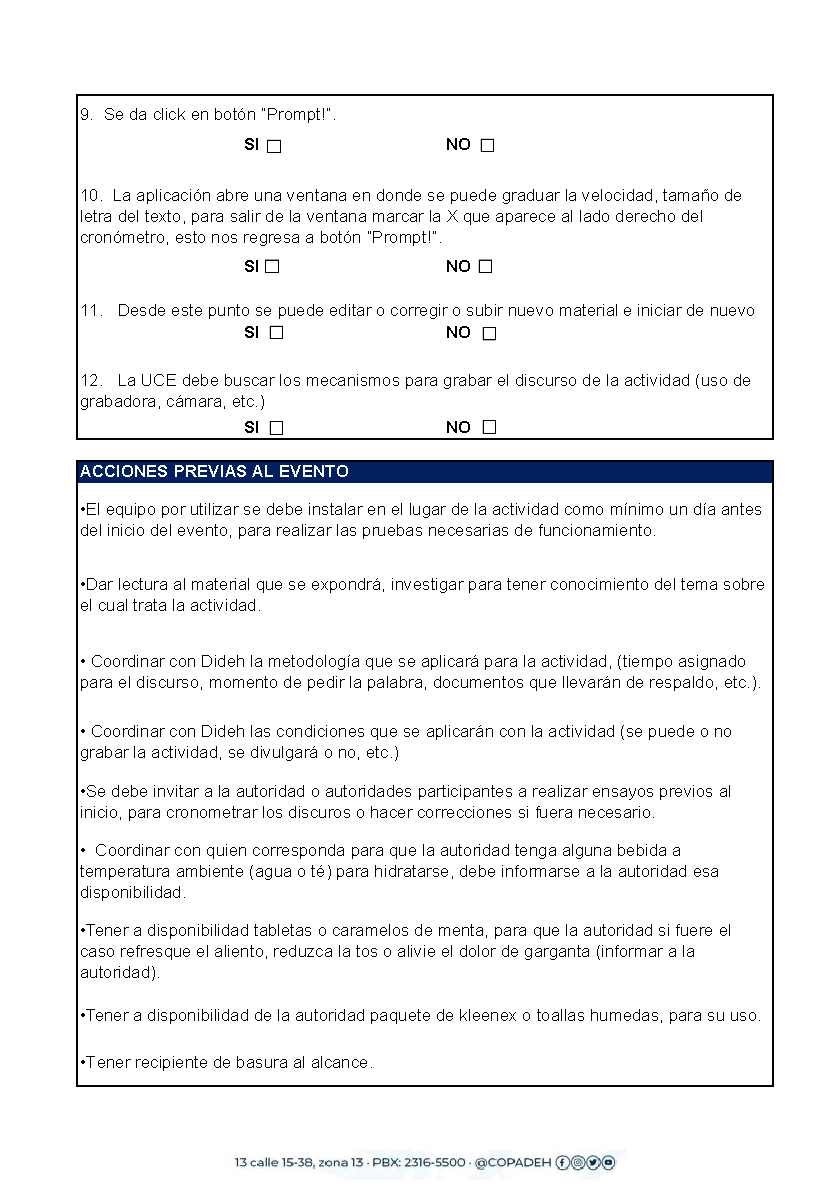 9. Se da click en botón “Prompt!”.
SI ☐ NO ☐
10. La aplicación abre una ventana en donde se puede graduar la velocidad, tamaño de
letra del texto, para salir de la ventana marcar la X que aparece al lado derecho del
cronómetro, esto nos regresa a botón “Prompt!”.
SI ☐ NO ☐
11. Desde este punto se puede editar o corregir o subir nuevo material e iniciar de nuevo
SI ☐ NO ☐
12. La UCE debe buscar los mecanismos para grabar el discurso de la actividad (uso de
grabadora, cámara, etc.)
SI ☐ NO ☐
ACCIONES PREVIAS AL EVENTO
•El equipo por utilizar se debe instalar en el lugar de la actividad como mínimo un día antes
del inicio del evento, para realizar las pruebas necesarias de funcionamiento.
•Dar lectura al material que se expondrá, investigar para tener conocimiento del tema sobre
el cual trata la actividad.
• Coordinar con Dideh la metodología que se aplicará para la actividad, (tiempo asignado
para el discurso, momento de pedir la palabra, documentos que llevarán de respaldo, etc.).
• Coordinar con Dideh las condiciones que se aplicarán con la actividad (se puede o no
grabar la actividad, se divulgará o no, etc.)
•Se debe invitar a la autoridad o autoridades participantes a realizar ensayos previos al
inicio, para cronometrar los discuros o hacer correcciones si fuera necesario.
• Coordinar con quien corresponda para que la autoridad tenga alguna bebida a
temperatura ambiente (agua o té) para hidratarse, debe informarse a la autoridad esa
disponibilidad.
•Tener a disponibilidad tabletas o caramelos de menta, para que la autoridad si fuere el
caso refresque el aliento, reduzca la tos o alivie el dolor de garganta (informar a la
autoridad).
•Tener a disponibilidad de la autoridad paquete de kleenex o toallas humedas, para su uso.
•Tener recipiente de basura al alcance.
13 calle 15-38, zona 13 · PBX: 2316-5500 · @COPADEH